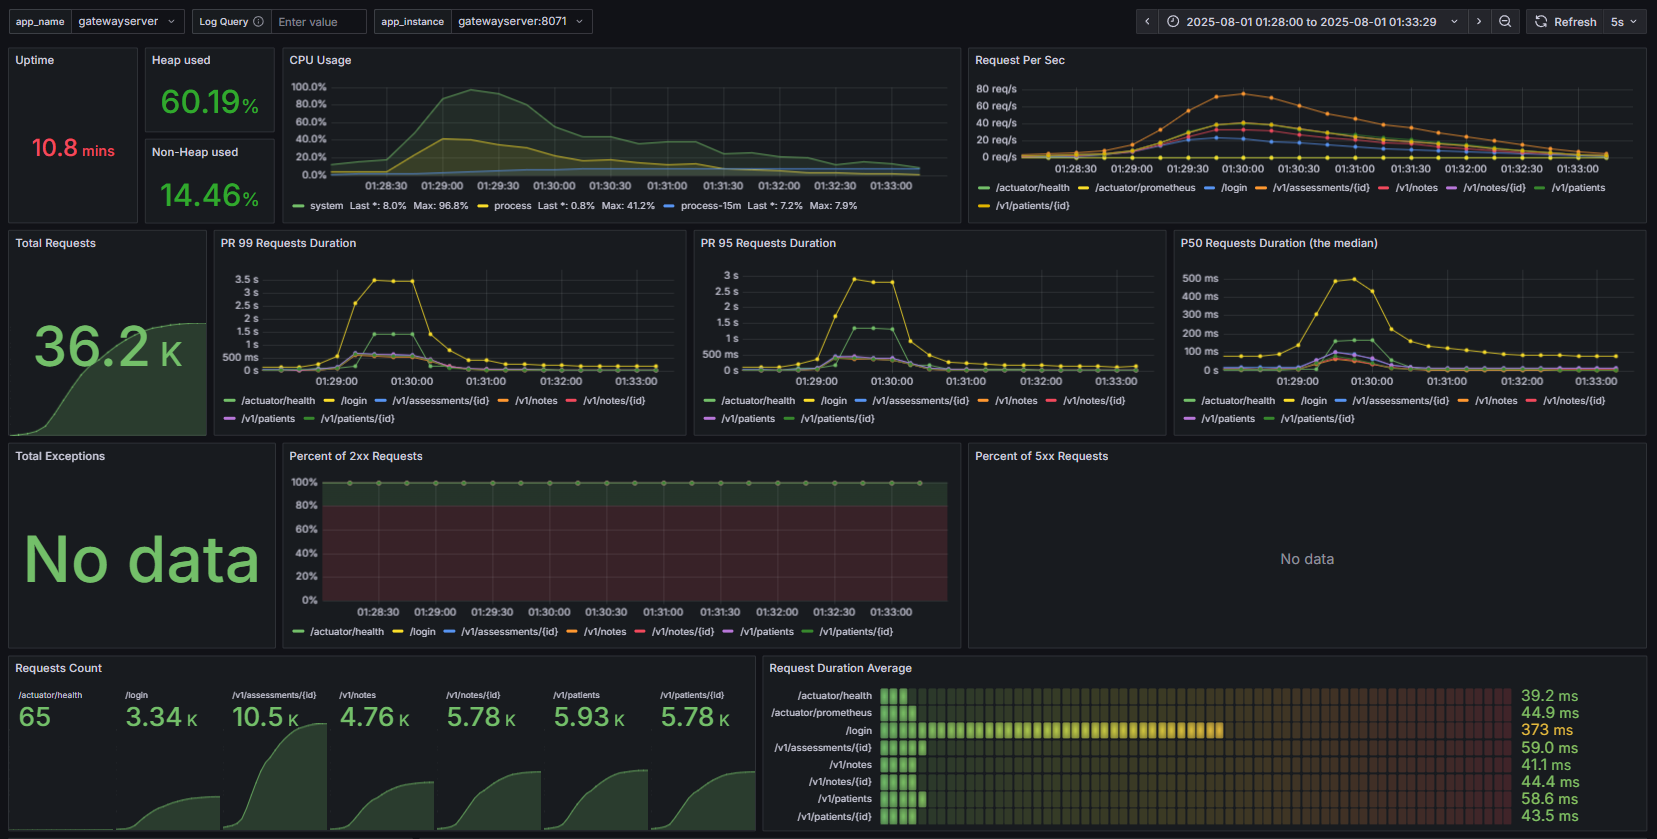 app_name gatewayserver Log Query Enter value app_instance gatewayserver:8071 2025-08-01 01:28:00 to 2025-08-01 01:33:29 Refresh 5s
Uptime
10.8 mins
Heap used
60.19%
Non-Heap used
14.46%
CPU Usage
100.0%
80.0%
60.0%
40.0%
20.0%
0.0%
01:28:30 01:29:00 01:29:30 01:30:00 01:30:30 01:31:00 01:31:30 01:32:00 01:32:30 01:33:00
system Last *: 8.0% Max: 96.8% process Last *: 0.8% Max: 41.2% process-15m Last *: 7.2% Max: 7.9%
Request Per Sec
80 req/s
60 req/s
40 req/s
20 req/s
0 req/s
01:28:30 01:29:00 01:29:30 01:30:00 01:30:30 01:31:00 01:31:30 01:32:00 01:32:30 01:33:00
/actuator/health /actuator/prometheus /login /v1/assessments/{id} /v1/notes /v1/notes/{id} /v1/patients
/v1/patients/{id}
Total Requests
36.2 K
PR 99 Requests Duration
3.5 s
3 s
2.5 s
2 s
1.5 s
1 s
500 ms
0 s
01:29:00 01:30:00 01:31:00 01:32:00 01:33:00
/actuator/health /login /v1/assessments/{id} /v1/notes /v1/notes/{id}
/v1/patients /v1/patients/{id}
PR 95 Requests Duration
3 s
2.5 s
2 s
1.5 s
1 s
500 ms
0 s
01:29:00 01:30:00 01:31:00 01:32:00 01:33:00
/actuator/health /login /v1/assessments/{id} /v1/notes /v1/notes/{id}
/v1/patients /v1/patients/{id}
P50 Requests Duration (the median)
500 ms
400 ms
300 ms
200 ms
100 ms
0 s
01:29:00 01:30:00 01:31:00 01:32:00 01:33:00
/actuator/health /login /v1/assessments/{id} /v1/notes /v1/notes/{id}
/v1/patients /v1/patients/{id}
Total Exceptions
No data
Percent of 2xx Requests
100%
80%
60%
40%
20%
0%
01:28:30 01:29:00 01:29:30 01:30:00 01:30:30 01:31:00 01:31:30 01:32:00 01:32:30 01:33:00
/actuator/health /login /v1/assessments/{id} /v1/notes /v1/notes/{id} /v1/patients /v1/patients/{id}
Percent of 5xx Requests
No data
Requests Count
/actuator/health /login /v1/assessments/{id} /v1/notes /v1/notes/{id} /v1/patients /v1/patients/{id}
65 3.34 K 10.5 K 4.76 K 5.78 K 5.93 K 5.78 K
Request Duration Average
/actuator/health 39.2 ms
/actuator/prometheus 44.9 ms
/login 373 ms
/v1/assessments/{id} 59.0 ms
/v1/notes 41.1 ms
/v1/notes/{id} 44.4 ms
/v1/patients 58.6 ms
/v1/patients/{id} 43.5 ms